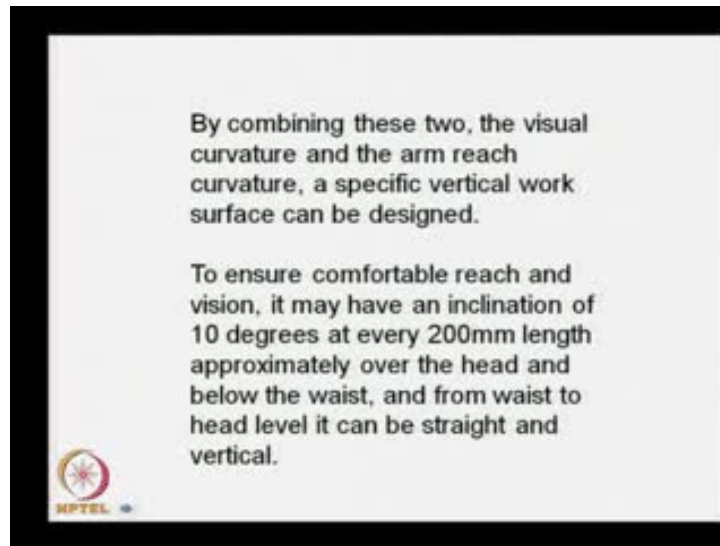 By combining these two, the visual
curvature and the arm reach
curvature, a specific vertical work
surface can be designed.
To ensure comfortable reach and
vision, it may have an inclination of
10 degrees at every 200mm length
approximately over the head and
below the waist, and from waist to
head level it can be straight and
vertical.
NPTEL